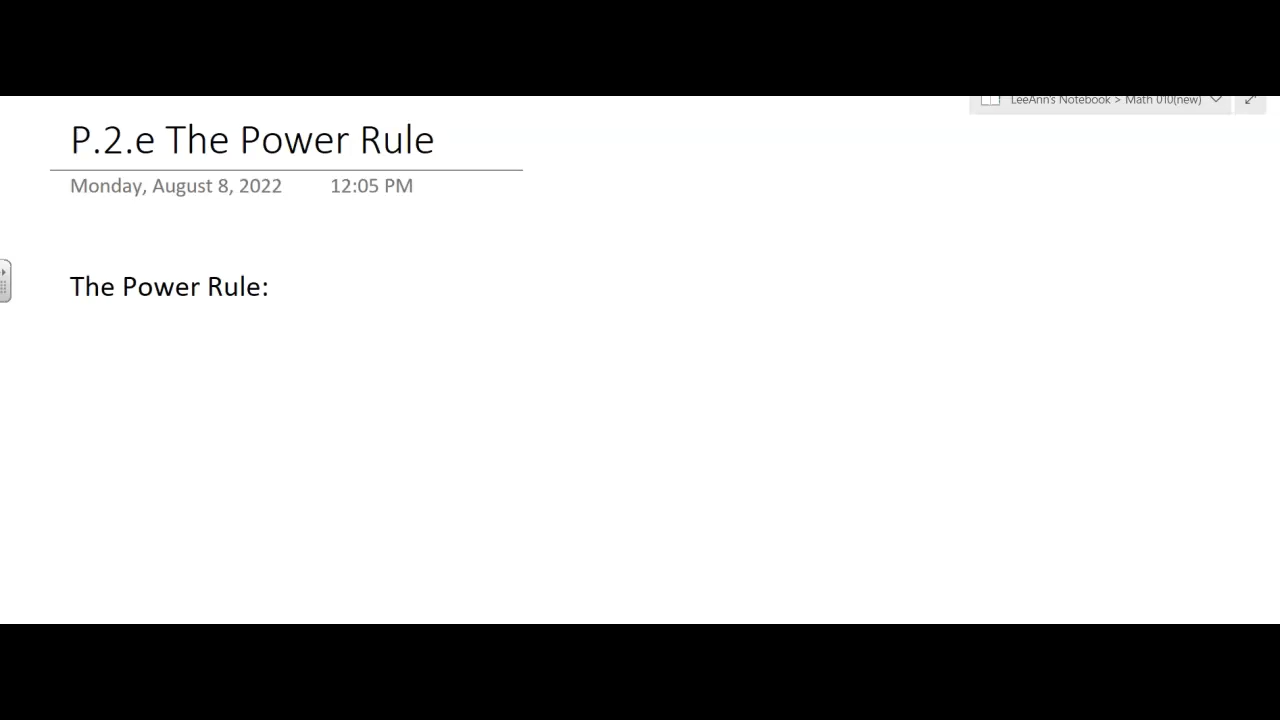 LeeAnn's Notebook > Math 010(new)
P.2.e The Power Rule
Monday, August 8, 2022 12:05 PM
The Power Rule: